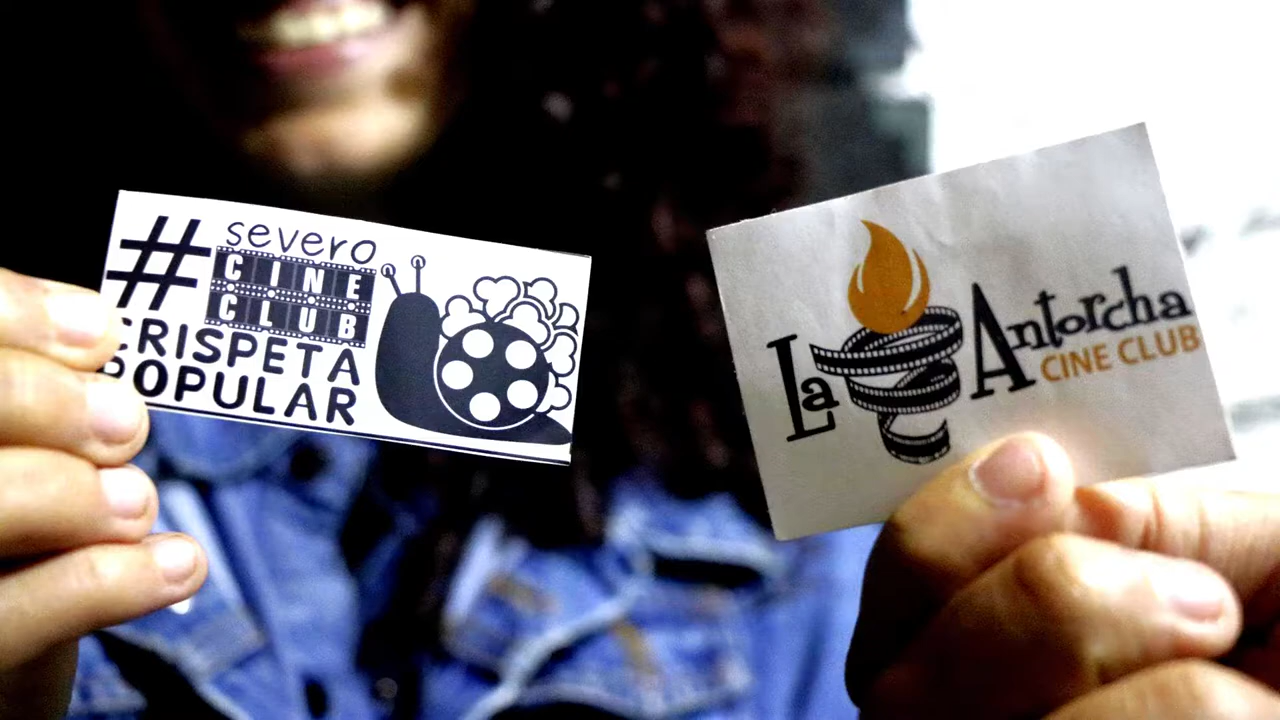 # severo
CINE
CLUB
CRISPETA
POPULAR
La Antorcha
CINE CLUB